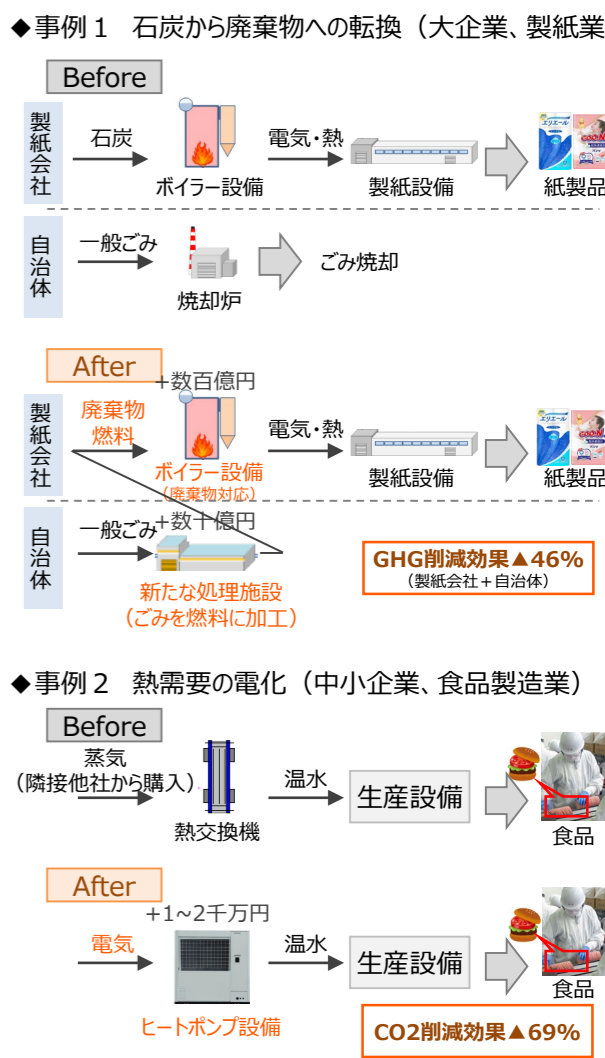 ◆事例1 石炭から廃棄物への転換（大企業、製紙業
Before
製紙会社
石炭
ボイラー設備
電気・熱
製紙設備
紙製品
自治体
一般ごみ
焼却炉
ごみ焼却
After
+数百億円
製紙会社
廃棄物
燃料
ボイラー設備
（廃棄物対応）
電気・熱
製紙設備
紙製品
自治体
一般ごみ
+数十億円
新たな処理施設
（ごみを燃料に加工）
GHG削減効果▲46%
（製紙会社＋自治体）
◆事例2 熱需要の電化（中小企業、食品製造業）
Before
蒸気
（隣接他社から購入）
熱交換機
温水
生産設備
食品
After
+1~2千万円
電気
ヒートポンプ設備
温水
生産設備
食品
CO2削減効果▲69%